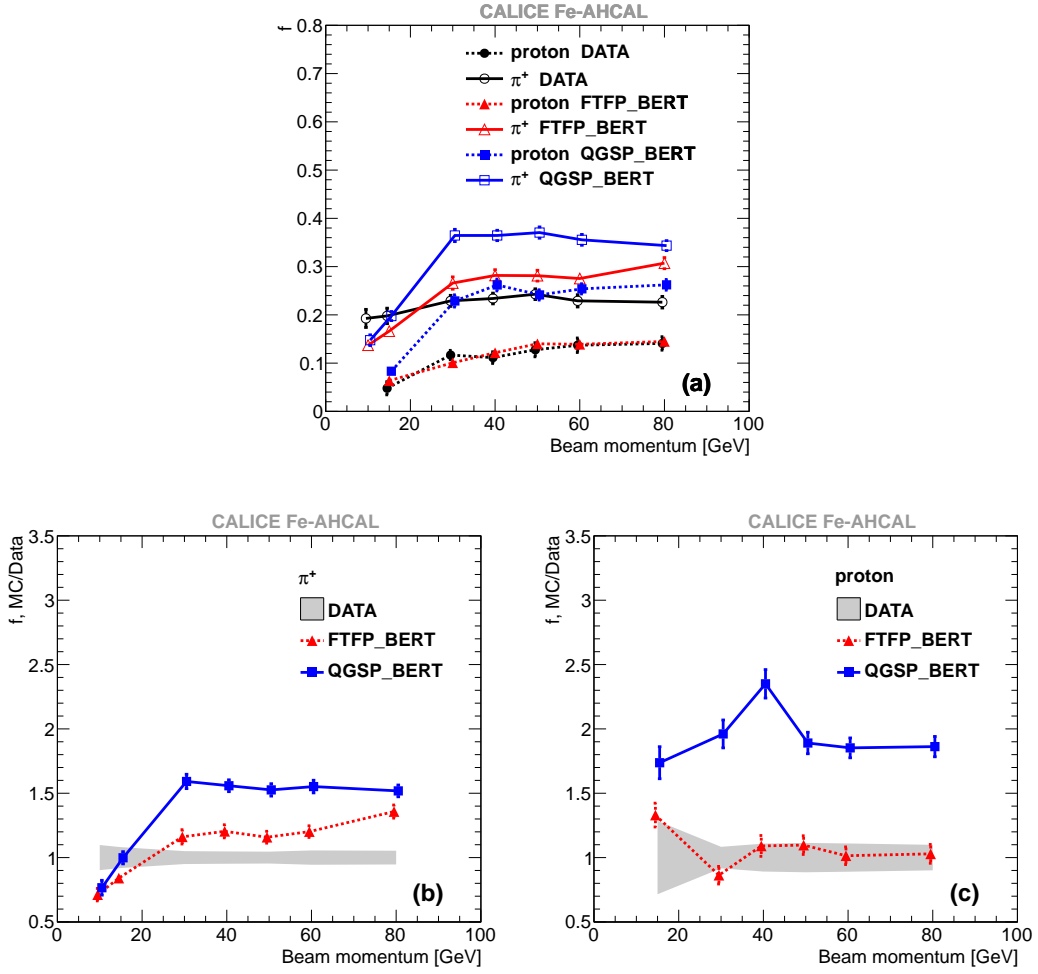 CALICE Fe-AHCAL
f
0.8
0.7
0.6
0.5
0.4
0.3
0.2
0.1
0
proton DATA
π+ DATA
proton FTFP_BERT
π+ FTFP_BERT
proton QGSP_BERT
π+ QGSP_BERT
(a)
0 20 40 60 80 100
Beam momentum [GeV]
CALICE Fe-AHCAL
f, MC/Data
3.5
3
2.5
2
1.5
1
0.5
π+
DATA
FTFP_BERT
QGSP_BERT
(b)
0 20 40 60 80 100
Beam momentum [GeV]
CALICE Fe-AHCAL
f, MC/Data
3.5
3
2.5
2
1.5
1
0.5
proton
DATA
FTFP_BERT
QGSP_BERT
(c)
0 20 40 60 80 100
Beam momentum [GeV]